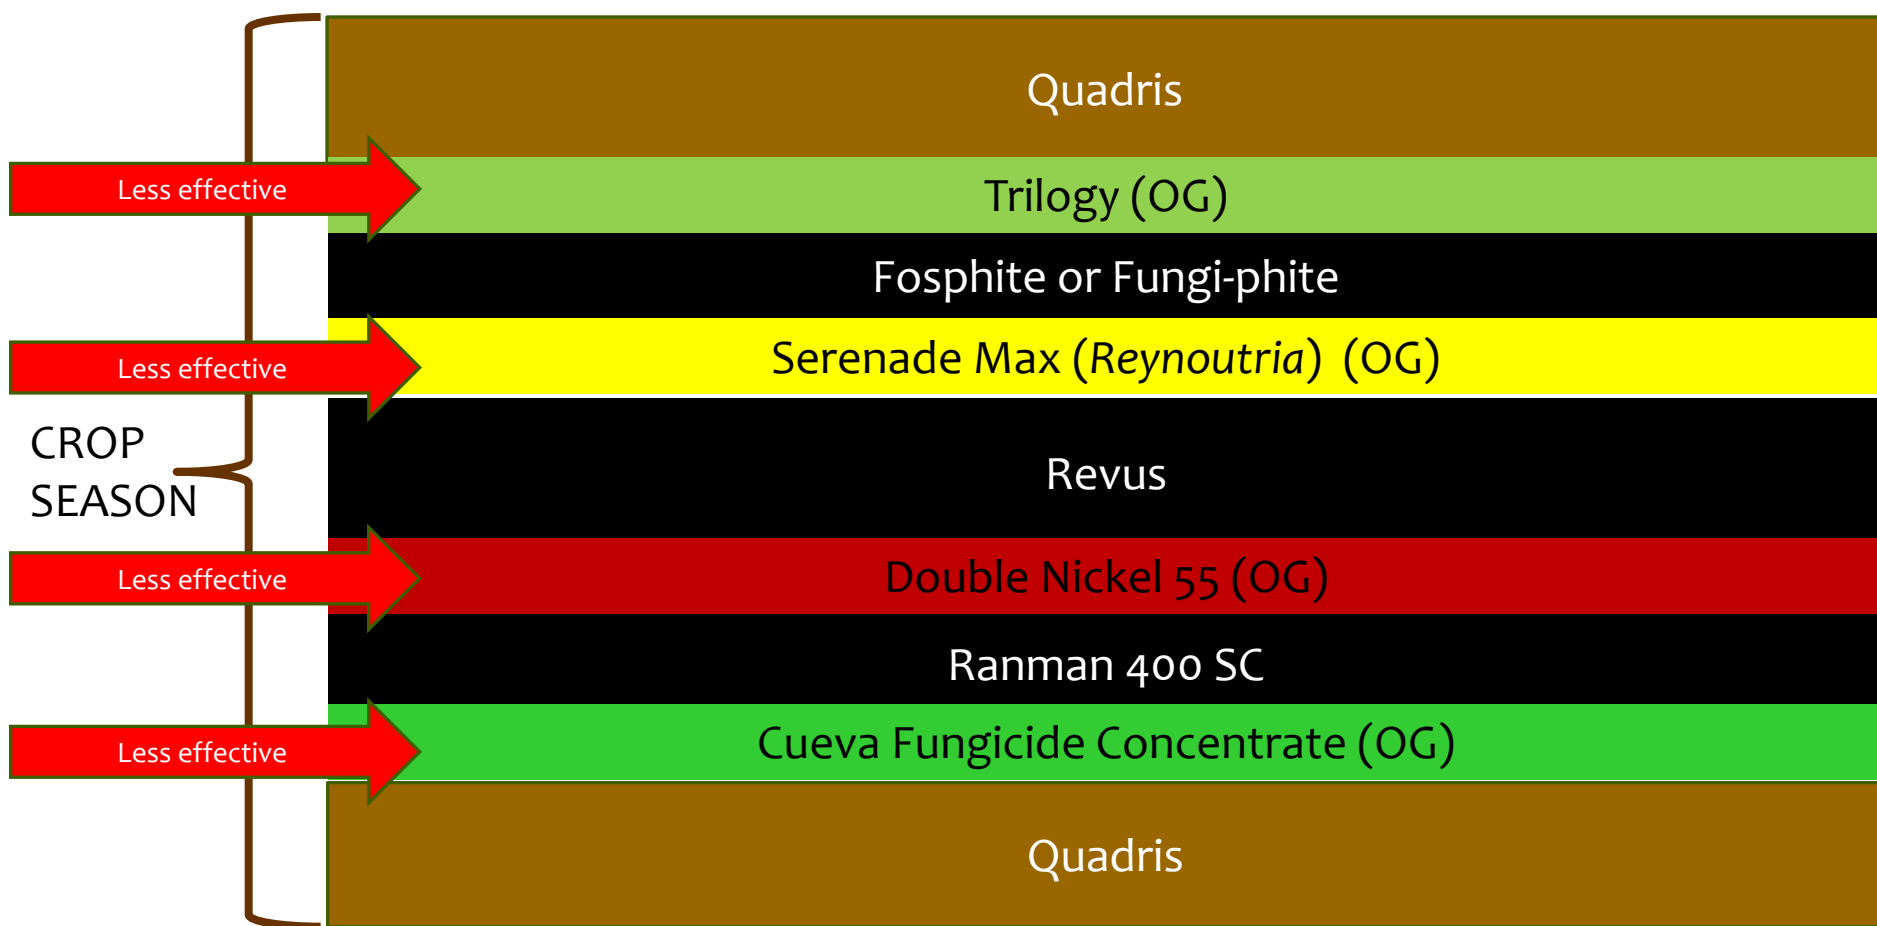 Quadris
Less effective
Trilogy (OG)
Fosphite or Fungi-phite
Less effective
Serenade Max (Reynoutria) (OG)
CROP
SEASON
Revus
Less effective
Double Nickel 55 (OG)
Ranman 400 SC
Less effective
Cueva Fungicide Concentrate (OG)
Quadris